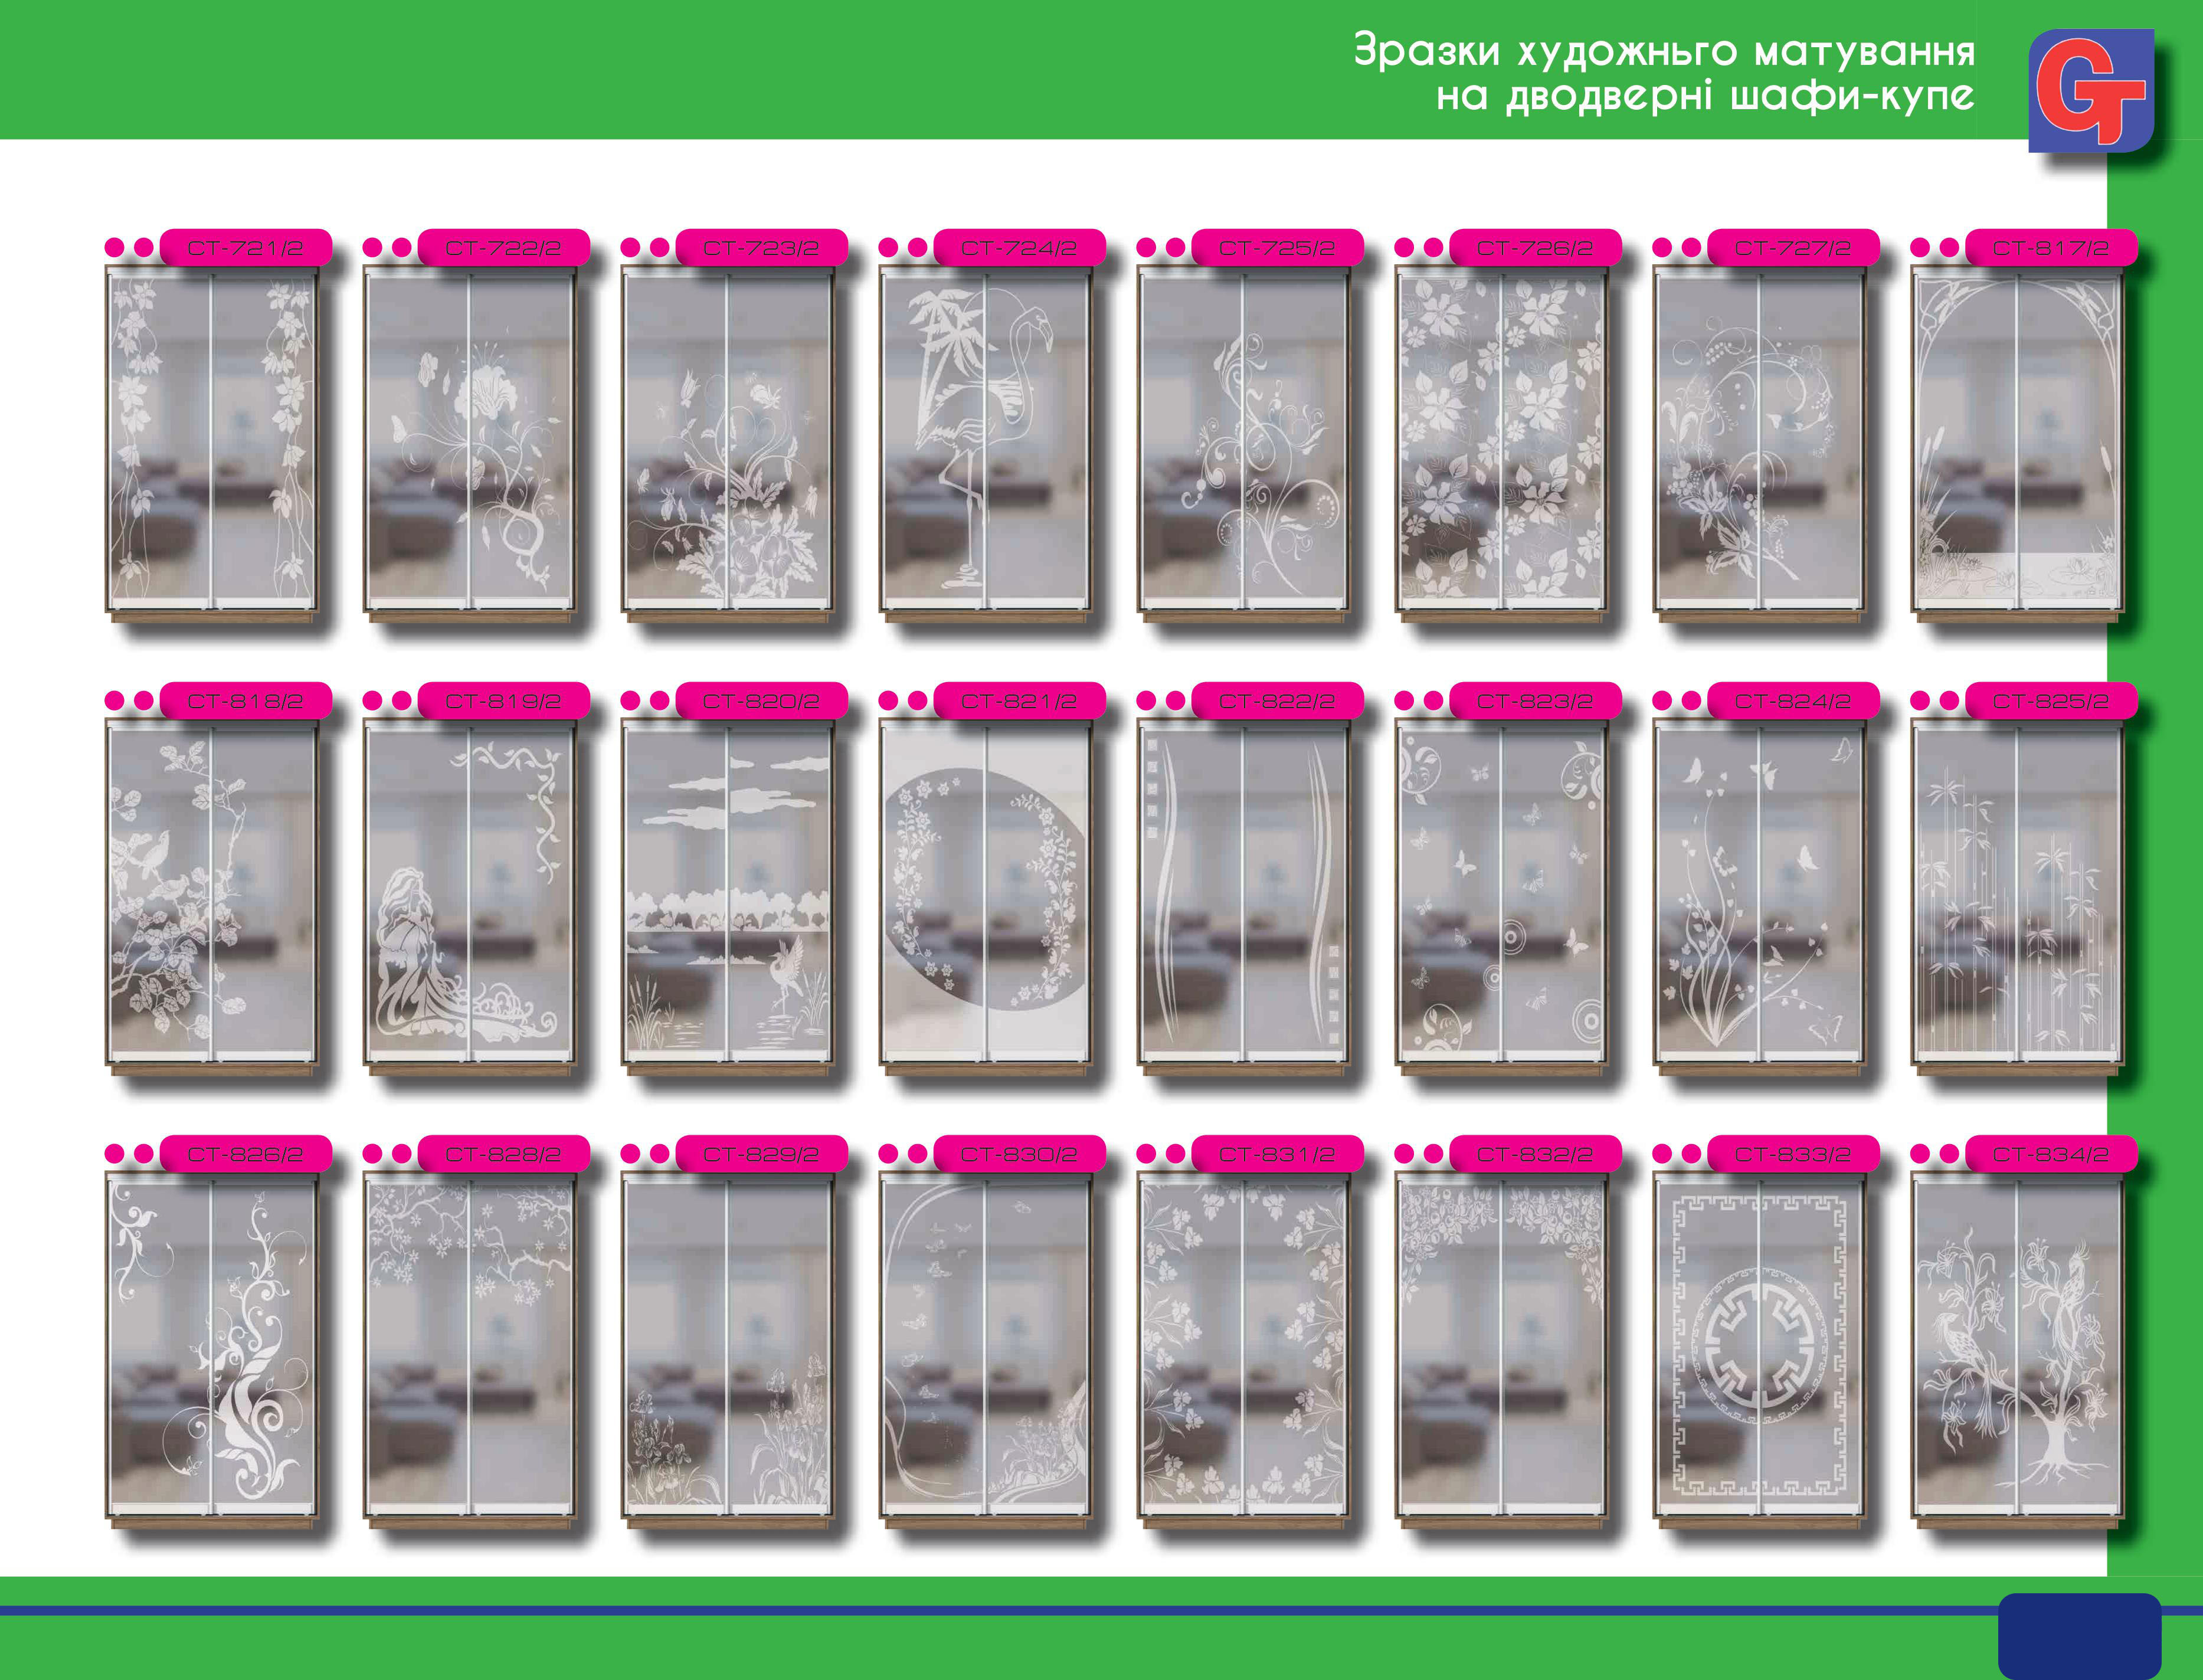 Зразки художньго матування
на дводверні шафи-купе
GT
СТ-721/2 СТ-722/2 СТ-723/2 СТ-724/2 СТ-725/2 СТ-726/2 СТ-727/2 СТ-817/2
СТ-818/2 СТ-819/2 СТ-820/2 СТ-821/2 СТ-822/2 СТ-823/2 СТ-824/2 СТ-825/2
СТ-826/2 СТ-828/2 СТ-829/2 СТ-830/2 СТ-831/2 СТ-832/2 СТ-833/2 СТ-834/2